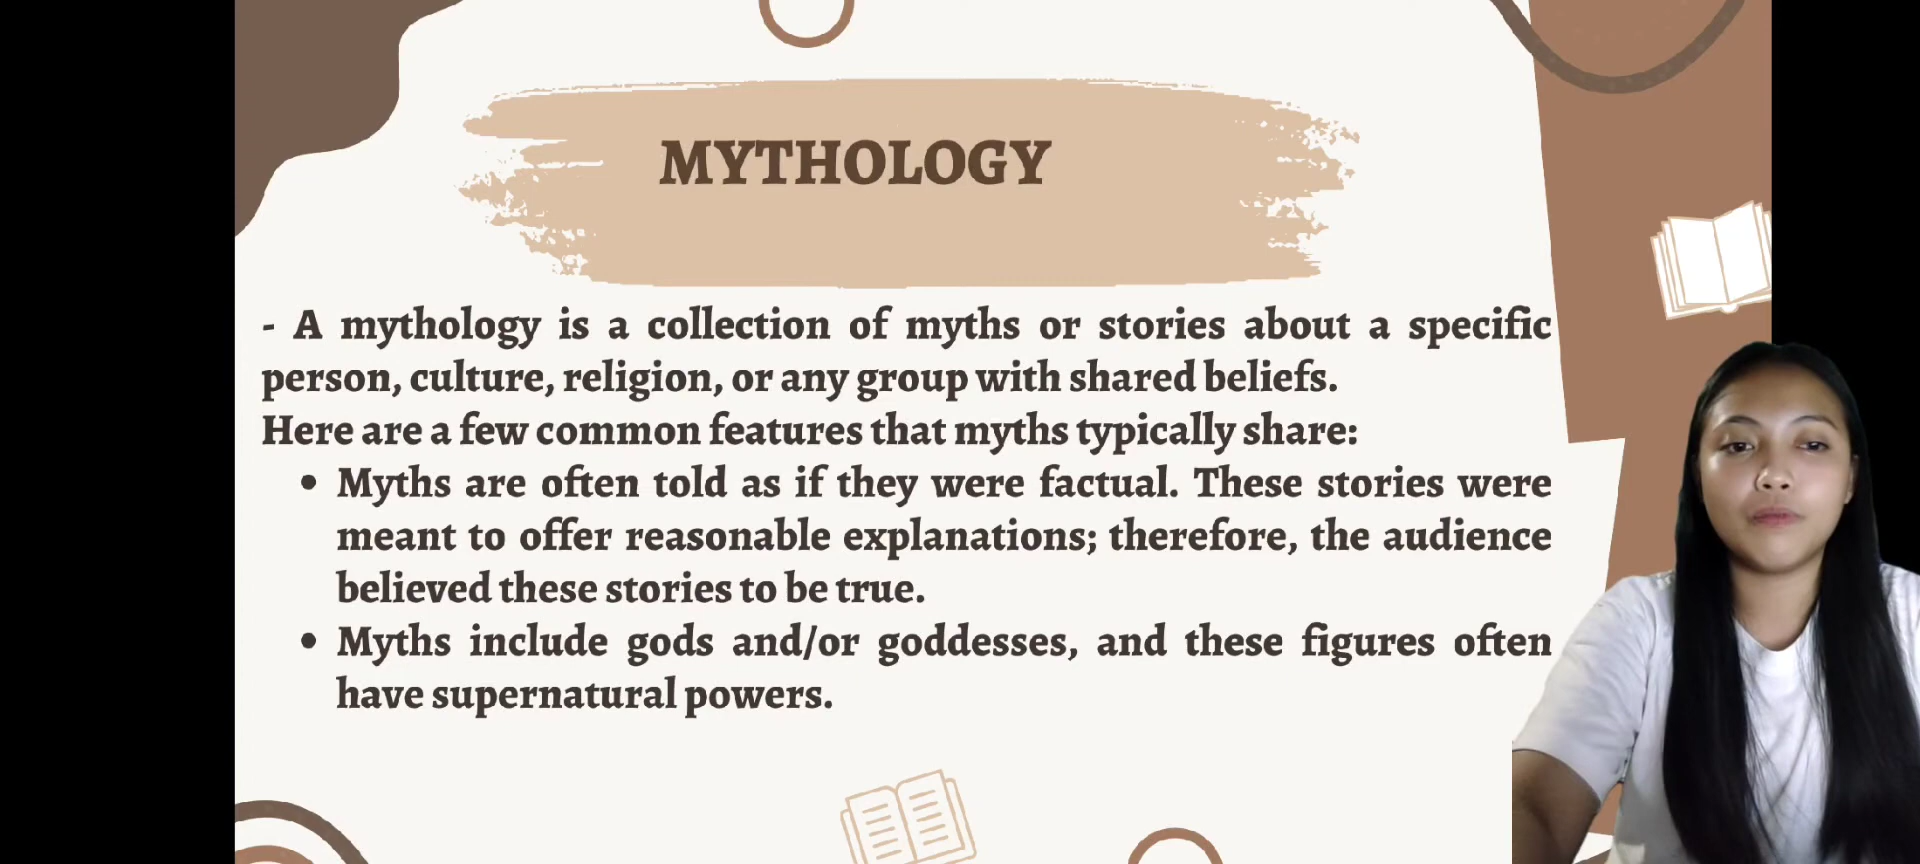 MYTHOLOGY
- A mythology is a collection of myths or stories about a specific
person, culture, religion, or any group with shared beliefs.
Here are a few common features that myths typically share:
• Myths are often told as if they were factual. These stories were
meant to offer reasonable explanations; therefore, the audience
believed these stories to be true.
• Myths include gods and/or goddesses, and these figures often
have supernatural powers.